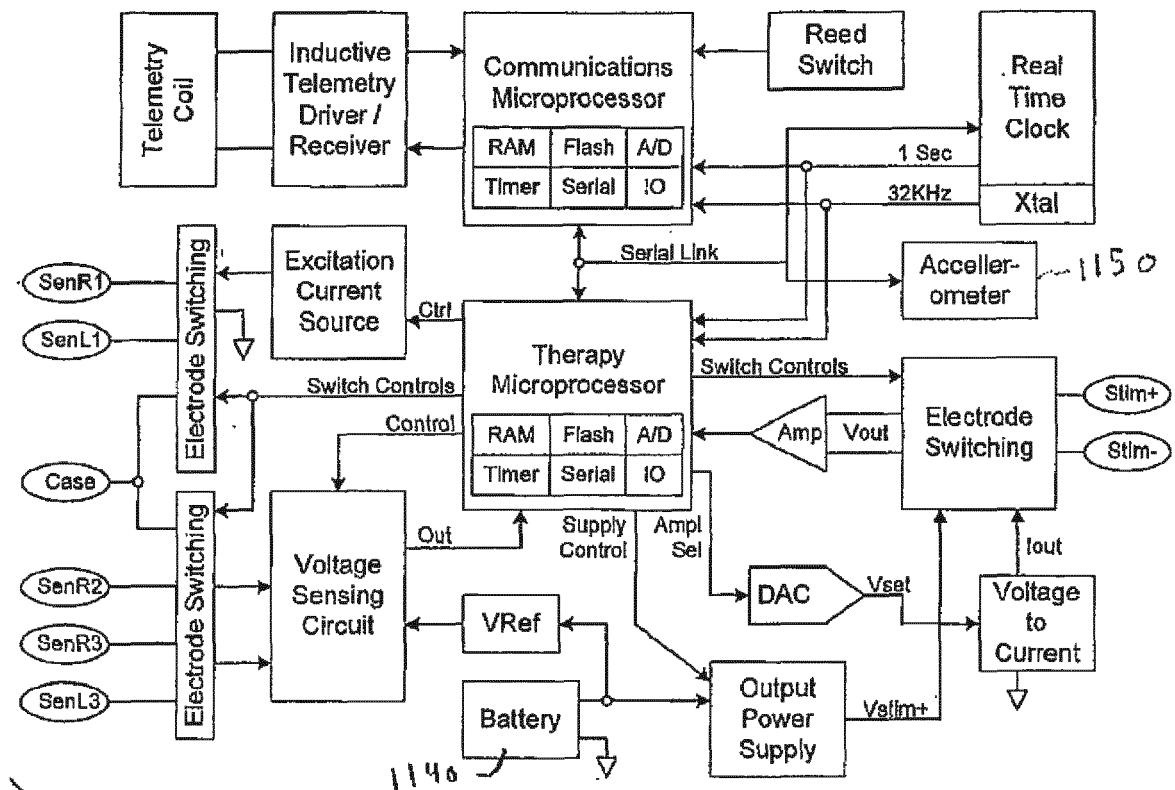 Telemetry
Coil
Inductive
Telemetry
Driver /
Receiver
Communications
Microprocessor
RAM Flash A/D
Timer Serial IO
Reed
Switch
Real
Time
Clock
Xtal
1 Sec
32KHz
Serial Link
Acceller-
ometer
1150
SenR1
SenL1
Electrode Switching
Excitation
Current
Source
Ctrl
Therapy
Microprocessor
RAM Flash A/D
Timer Serial IO
Switch Controls
Control
Switch Controls
Amp
Vout
Electrode
Switching
Stim+
Stim-
Case
Electrode Switching
SenR2
SenR3
SenL3
Voltage
Sensing
Circuit
Out
Supply
Control
Ampl
Sel
DAC
Vset
Iout
Voltage
to
Current
VRef
Battery
1140
Output
Power
Supply
Vstim+